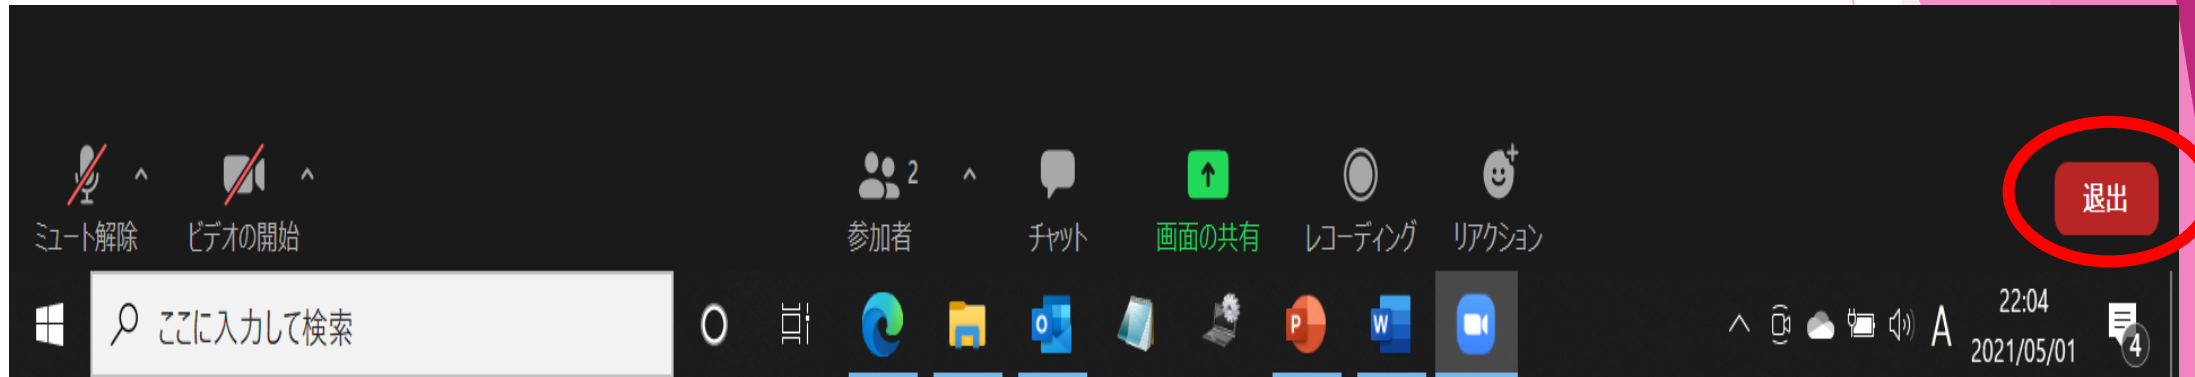 2
退出
ミュート解除 ビデオの開始 参加者 チャット 画面の共有 レコーディング リアクション
ここに入力して検索
A
22:04
2021/05/01
4